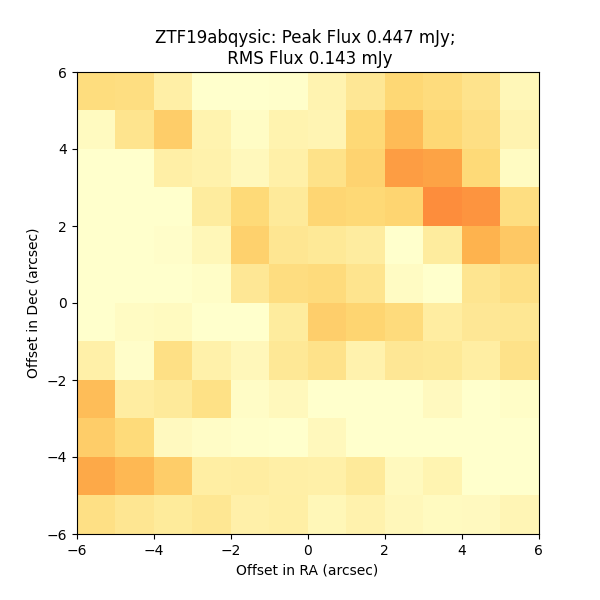 ZTF19abqysic: Peak Flux 0.447 mJy;
RMS Flux 0.143 mJy
6
4
2
0
−2
−4
−6
Offset in Dec (arcsec)
−6 −4 −2 0 2 4 6
Offset in RA (arcsec)